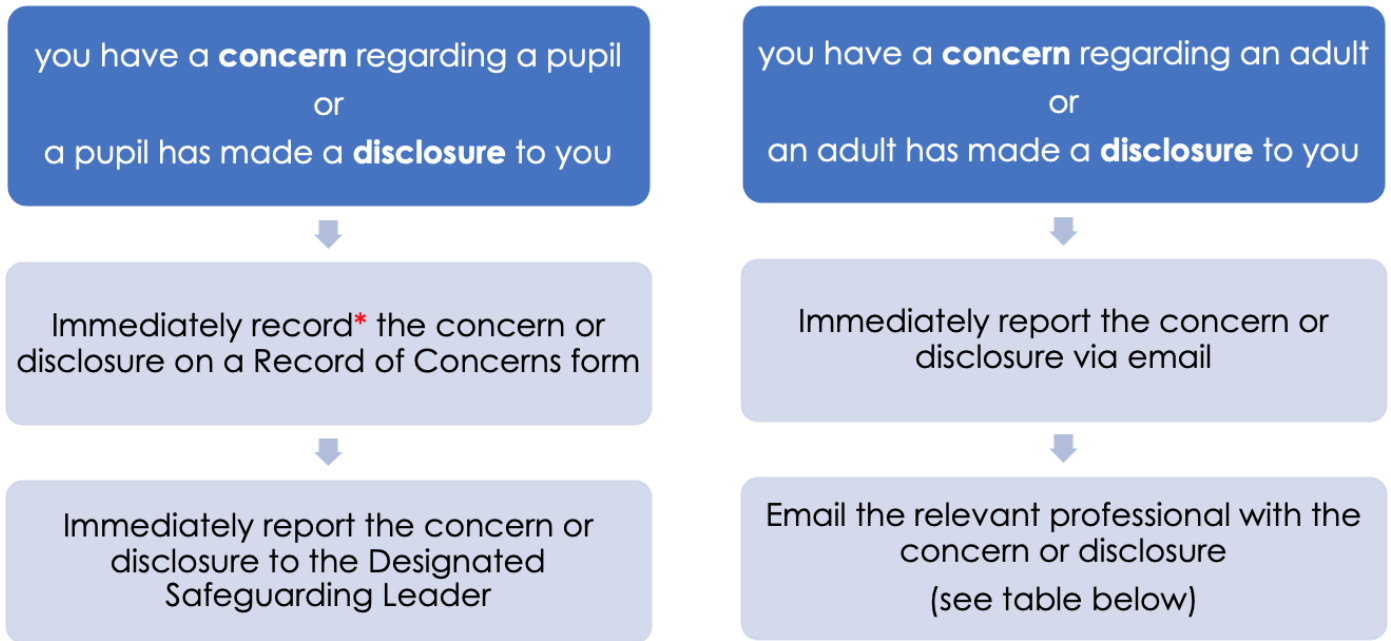 you have a concern regarding a pupil
or
a pupil has made a disclosure to you
Immediately record* the concern or
disclosure on a Record of Concerns form
Immediately report the concern or
disclosure to the Designated
Safeguarding Leader
you have a concern regarding an adult
or
an adult has made a disclosure to you
Immediately report the concern or
disclosure via email
Email the relevant professional with the
concern or disclosure
(see table below)